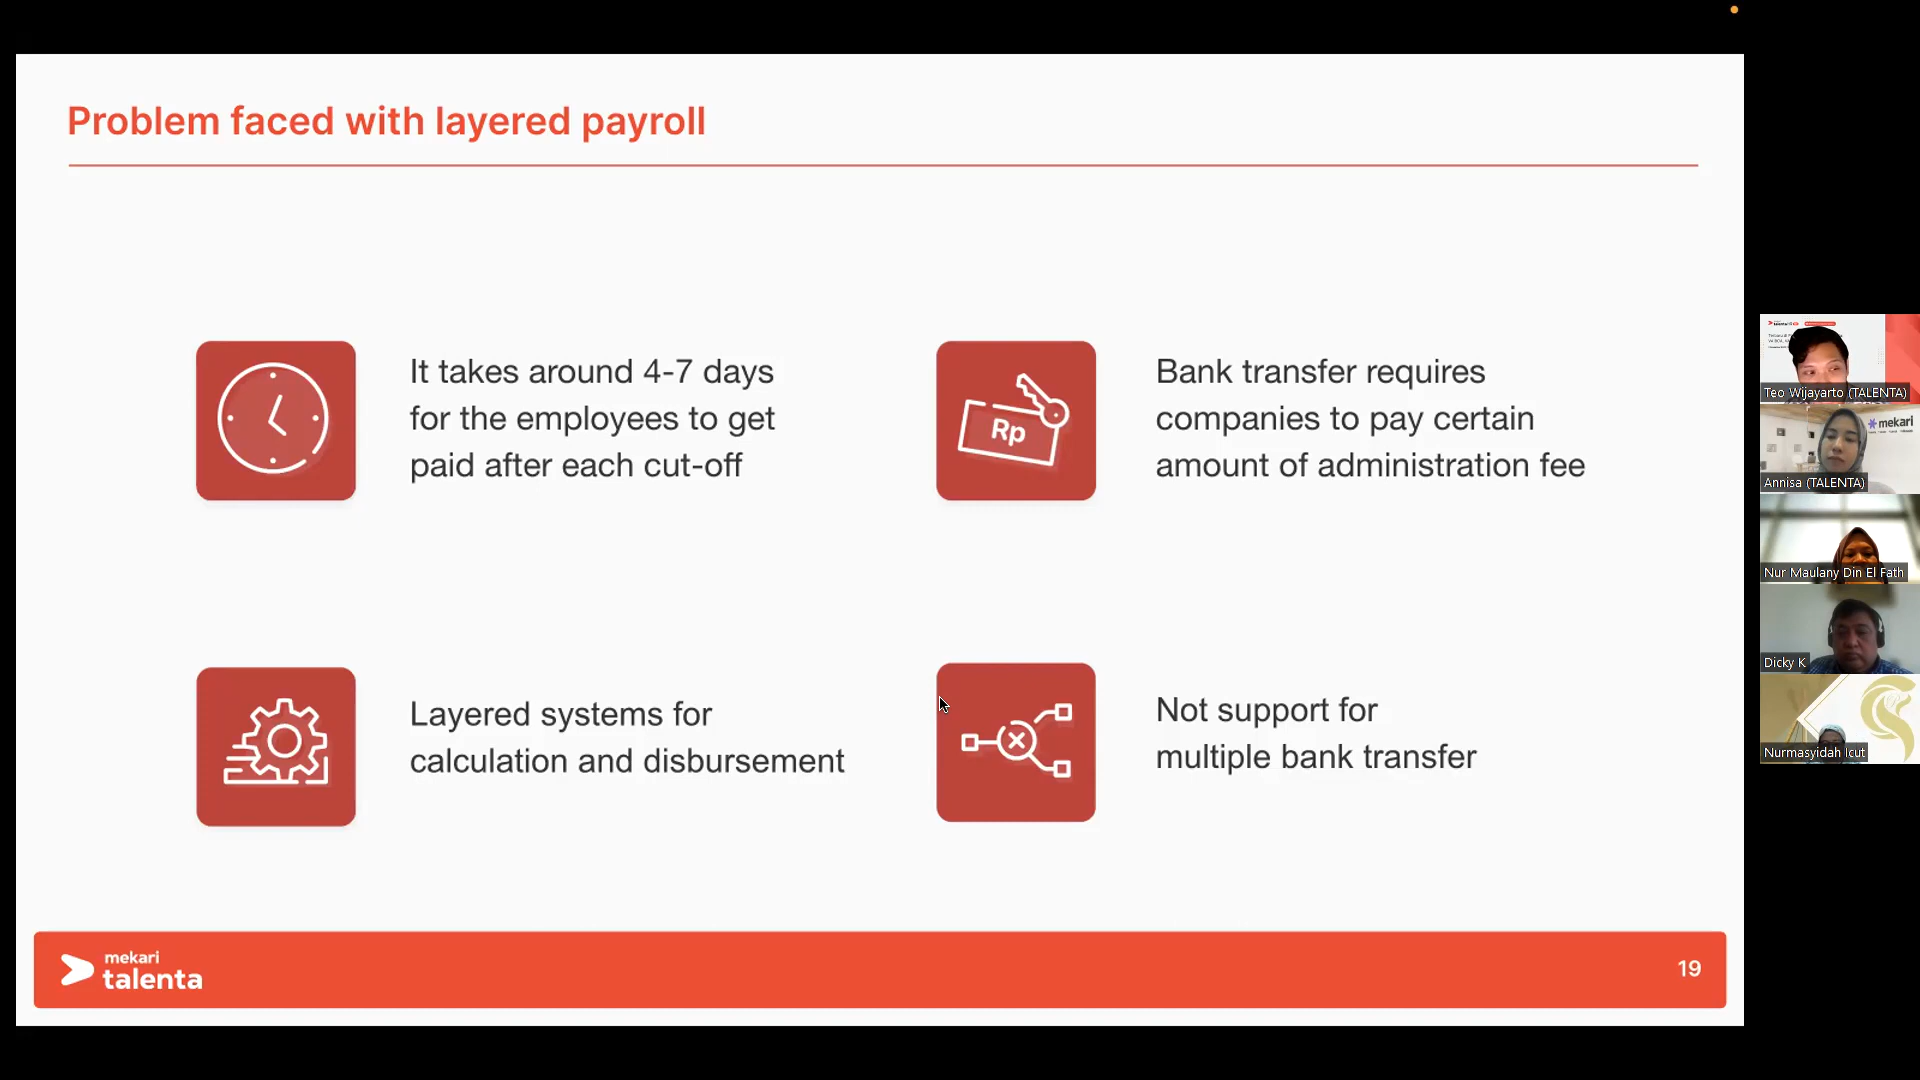 Problem faced with layered payroll
It takes around 4-7 days
for the employees to get
paid after each cut-off
Rp
Bank transfer requires
companies to pay certain
amount of administration fee
Layered systems for
calculation and disbursement
Not support for
multiple bank transfer
mekari
talenta
19
Teo Wijayarto (TALENTA)
mekari
Annisa (TALENTA)
Nur Maulany Din El Fath
Dicky K
Nurmasyidah Icut